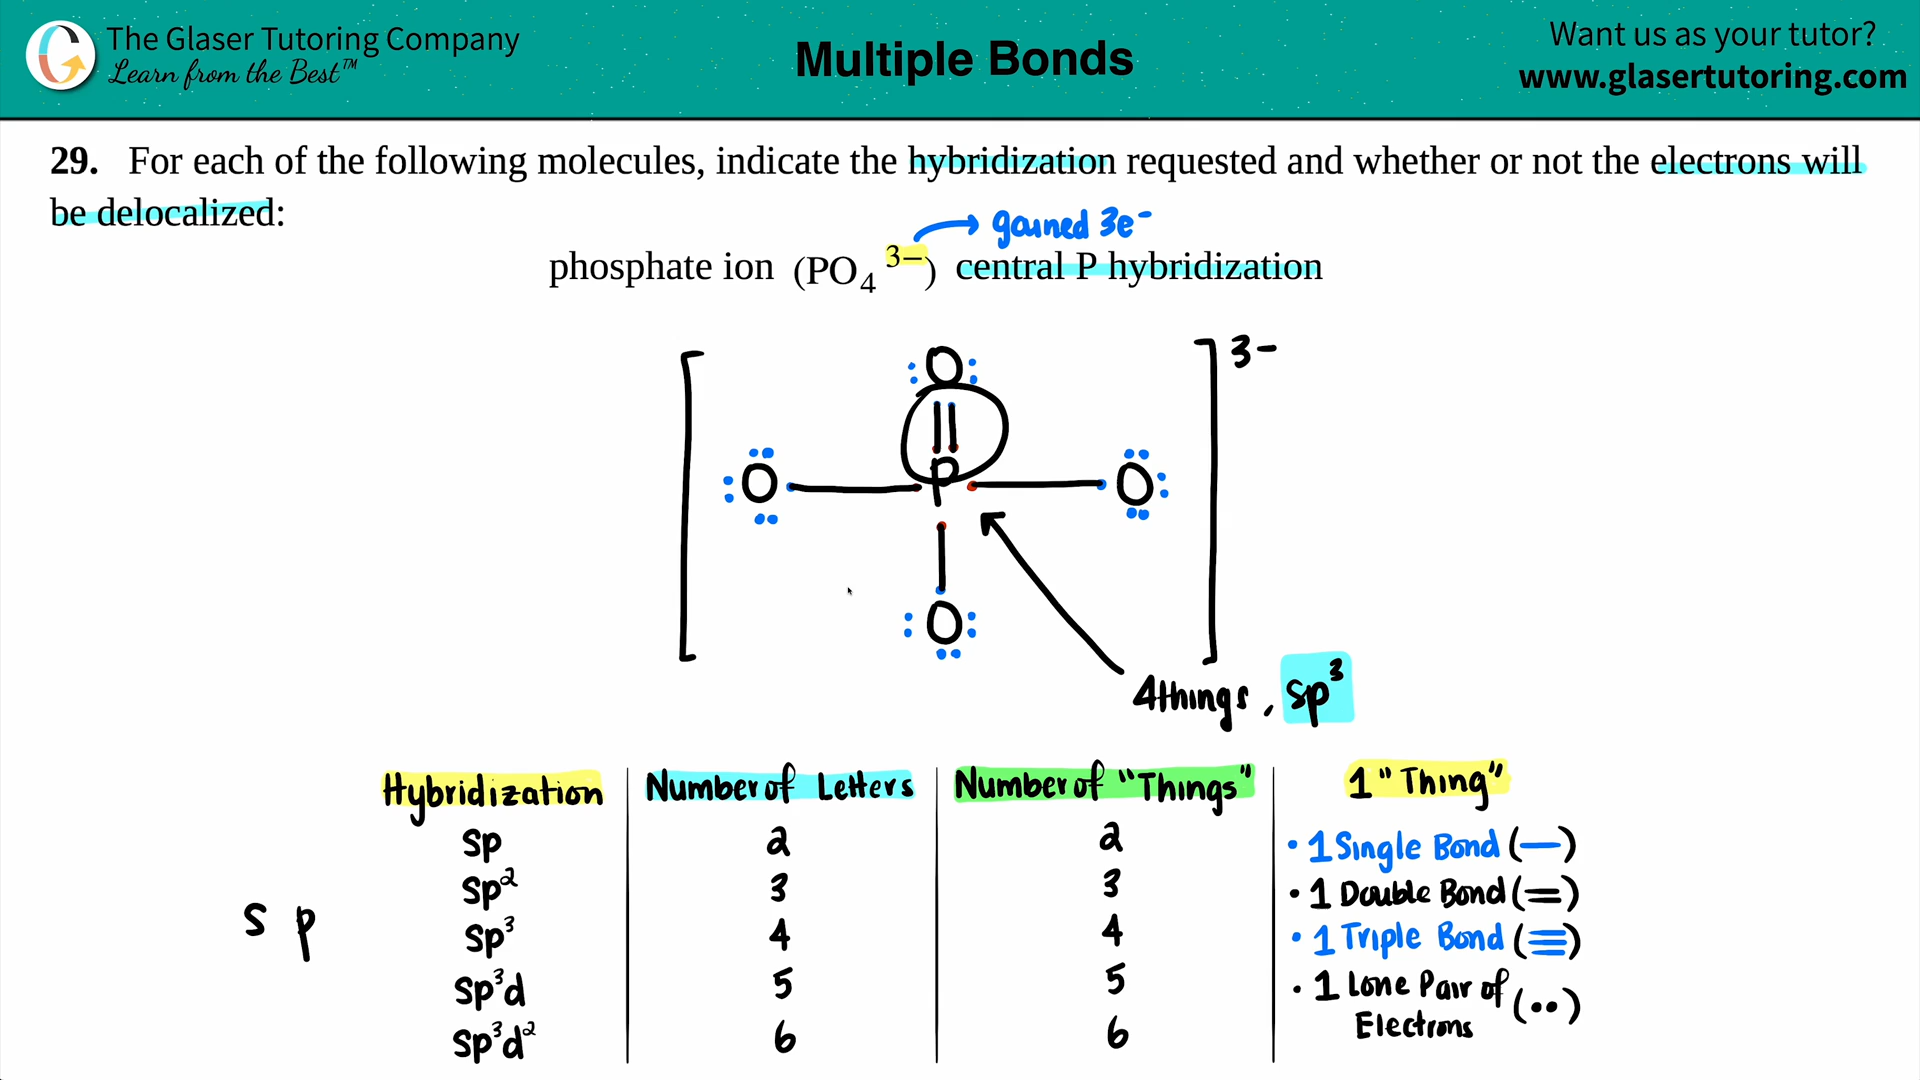 The Glaser Tutoring Company
Learn from the Best™
Multiple Bonds
Want us as your tutor?
www.glasertutoring.com
29. For each of the following molecules, indicate the hybridization requested and whether or not the electrons will
be delocalized:
gained 3e⁻
phosphate ion (PO₄ ³⁻) central P hybridization
3-
O
O P O
O
4things, sp³
Hybridization Number of Letters Number of "Things" 1 "Thing"
sp 2 2 • 1 Single Bond (—)
sp² 3 3 • 1 Double Bond (=)
s p
sp³ 4 4 • 1 Triple Bond (≡)
sp³d 5 5 • 1 Lone Pair of
Electrons (••)
sp³d² 6 6